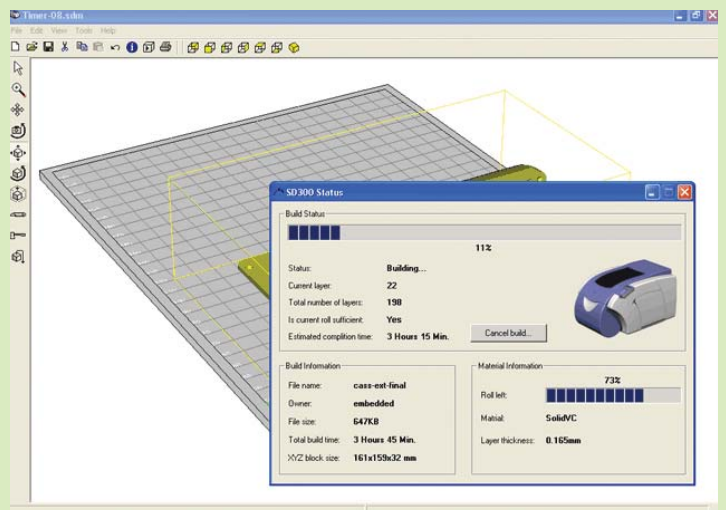 Timer-08.sdm
File Edit View Tools Help
SD300 Status
Build Status
11%
Status: Building...
Current layer: 22
Total number of layers: 198
Is current roll sufficient: Yes
Estimated complition time: 3 Hours 15 Min.
Cancel build...
Build Information
File name: cass-ext-final
Owner: embedded
File size: 647KB
Total build time: 3 Hours 45 Min.
XYZ block size: 161x159x32 mm
Material Information
73%
Roll left:
Matrial: SolidVC
Layer thickness: 0.165mm